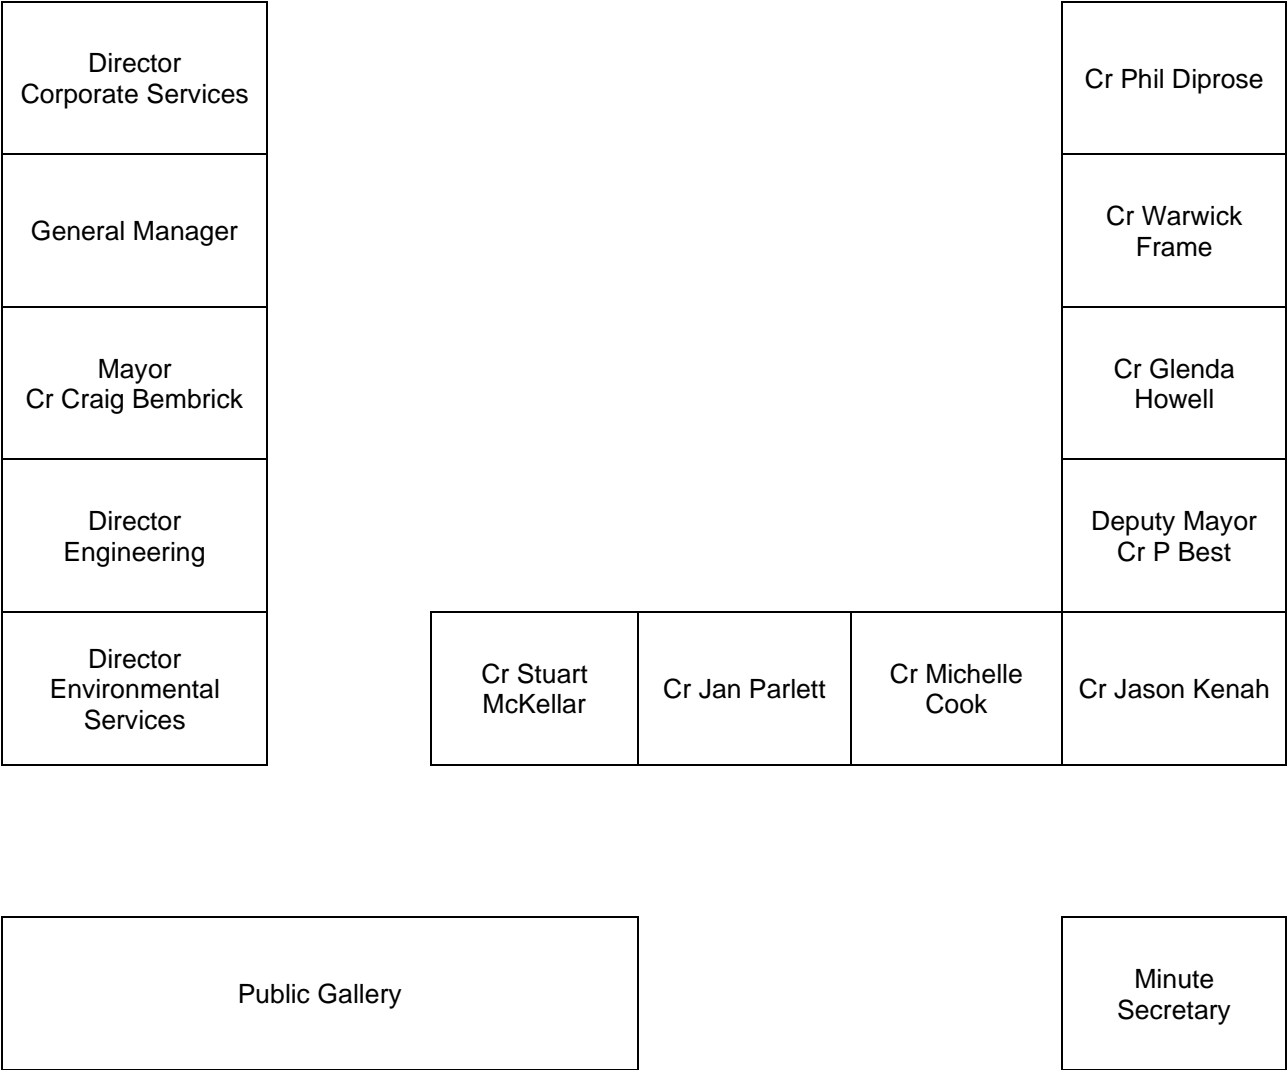 Director
Corporate Services
Cr Phil Diprose
General Manager
Cr Warwick
Frame
Mayor
Cr Craig Bembrick
Cr Glenda
Howell
Director
Engineering
Deputy Mayor
Cr P Best
Director
Environmental
Services
Cr Stuart
McKellar
Cr Jan Parlett
Cr Michelle
Cook
Cr Jason Kenah
Public Gallery
Minute
Secretary